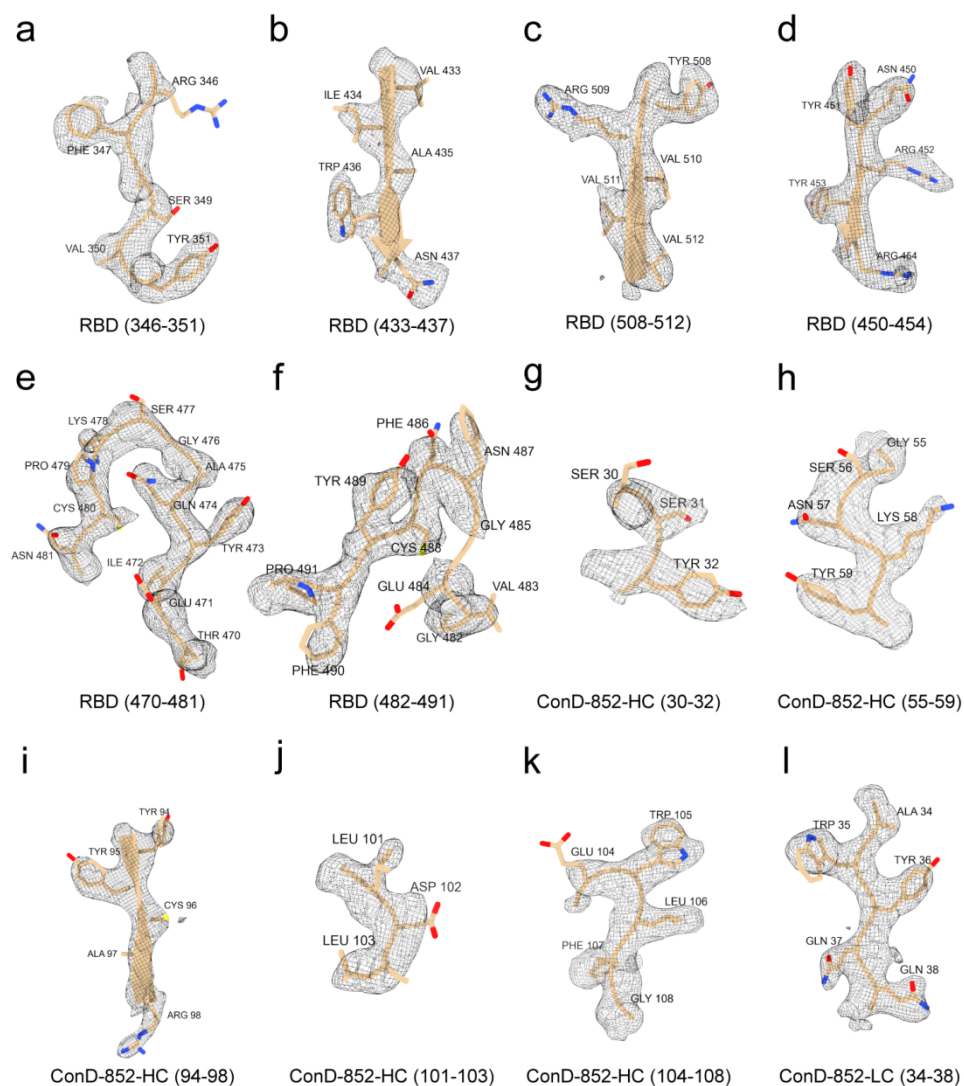 a
ARG 346
PHE 347
SER 349
VAL 350
TYR 351
RBD (346-351)
b
VAL 433
ILE 434
ALA 435
TRP 436
ASN 437
RBD (433-437)
c
TYR 508
ARG 509
VAL 510
VAL 511
VAL 512
RBD (508-512)
d
ASN 450
TYR 451
ARG 452
TYR 453
ARG 454
RBD (450-454)
e
SER 477
LYS 478
GLY 476
PRO 479
ALA 475
CYS 480
GLN 474
ASN 481
TYR 473
ILE 472
GLU 471
THR 470
RBD (470-481)
f
PHE 486
ASN 487
TYR 489
GLY 485
CYS 488
PRO 491
GLU 484
VAL 483
GLY 482
PHE 490
RBD (482-491)
g
SER 30
SER 31
TYR 32
ConD-852-HC (30-32)
h
GLY 55
SER 56
ASN 57
LYS 58
TYR 59
ConD-852-HC (55-59)
i
TYR 94
TYR 95
CYS 96
ALA 97
ARG 98
ConD-852-HC (94-98)
j
LEU 101
ASP 102
LEU 103
ConD-852-HC (101-103)
k
TRP 105
GLU 104
LEU 106
PHE 107
GLY 108
ConD-852-HC (104-108)
l
ALA 34
TRP 35
TYR 36
GLN 37
GLN 38
ConD-852-LC (34-38)